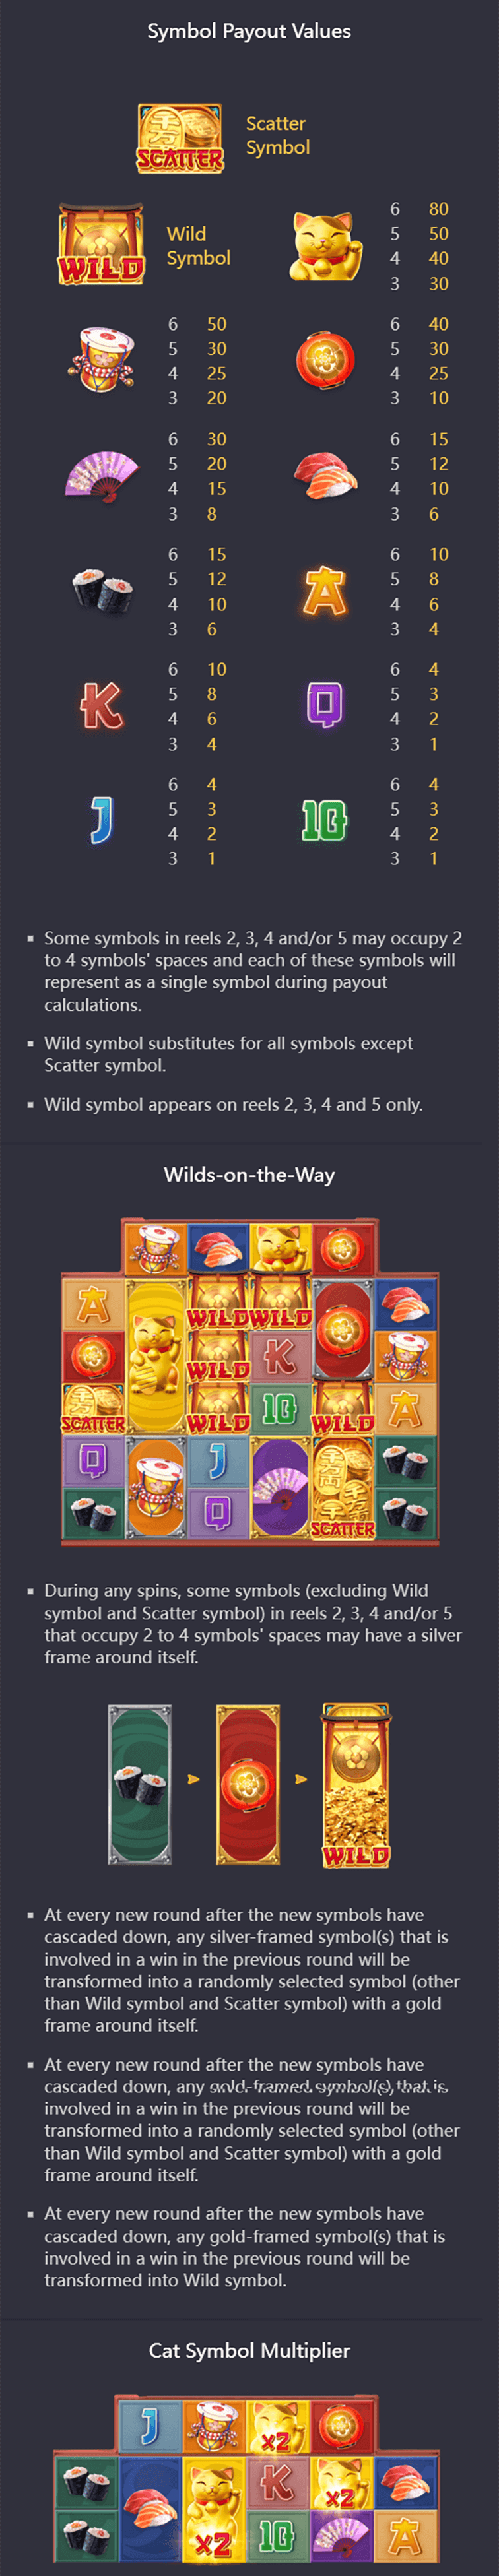 Symbol Payout Values
SCATTER
Scatter
Symbol
WILD
Wild
Symbol
6 80
5 50
4 40
3 30
6 50
5 30
4 25
3 20
6 40
5 30
4 25
3 10
6 30
5 20
4 15
3 8
6 15
5 12
4 10
3 6
6 15
5 12
4 10
3 6
A
6 10
5 8
4 6
3 4
K
6 10
5 8
4 6
3 4
Q
6 4
5 3
4 2
3 1
J
6 4
5 3
4 2
3 1
10
6 4
5 3
4 2
3 1
Some symbols in reels 2, 3, 4 and/or 5 may occupy 2
to 4 symbols' spaces and each of these symbols will
represent as a single symbol during payout
calculations.
Wild symbol substitutes for all symbols except
Scatter symbol.
Wild symbol appears on reels 2, 3, 4 and 5 only.
Wilds-on-the-Way
A
WILD WILD
WILD K
SCATTER WILD 10 WILD A
Q J
Q SCATTER
During any spins, some symbols (excluding Wild
symbol and Scatter symbol) in reels 2, 3, 4 and/or 5
that occupy 2 to 4 symbols' spaces may have a silver
frame around itself.
WILD
At every new round after the new symbols have
cascaded down, any silver-framed symbol(s) that is
involved in a win in the previous round will be
transformed into a randomly selected symbol (other
than Wild symbol and Scatter symbol) with a gold
frame around itself.
At every new round after the new symbols have
cascaded down, any
involved in a win in the previous round will be
transformed into a randomly selected symbol (other
than Wild symbol and Scatter symbol) with a gold
frame around itself.
At every new round after the new symbols have
cascaded down, any gold-framed symbol(s) that is
involved in a win in the previous round will be
transformed into Wild symbol.
Cat Symbol Multiplier
J x2
K x2
x2 10 A